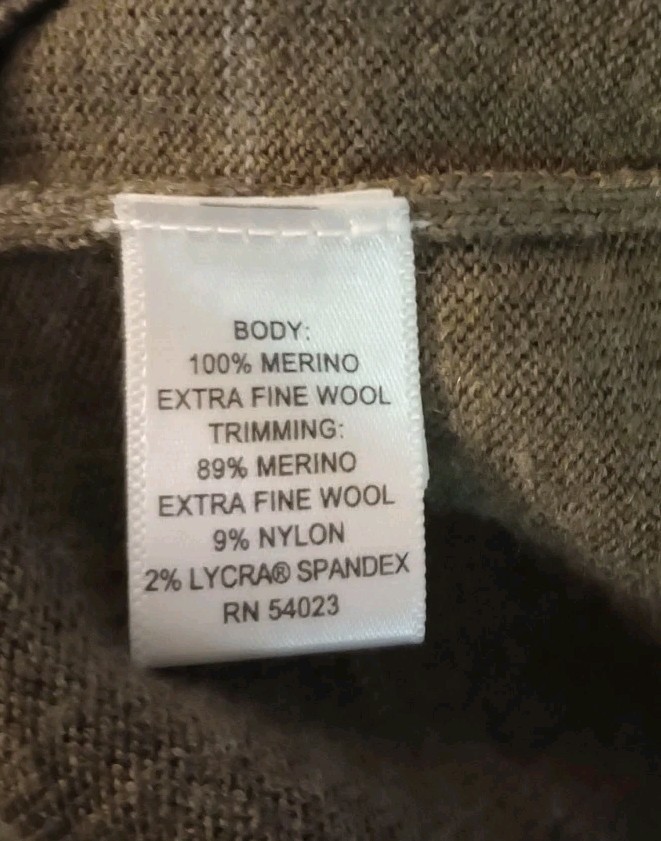 BODY:
100% MERINO
EXTRA FINE WOOL
TRIMMING:
89% MERINO
EXTRA FINE WOOL
9% NYLON
2% LYCRA® SPANDEX
RN 54023